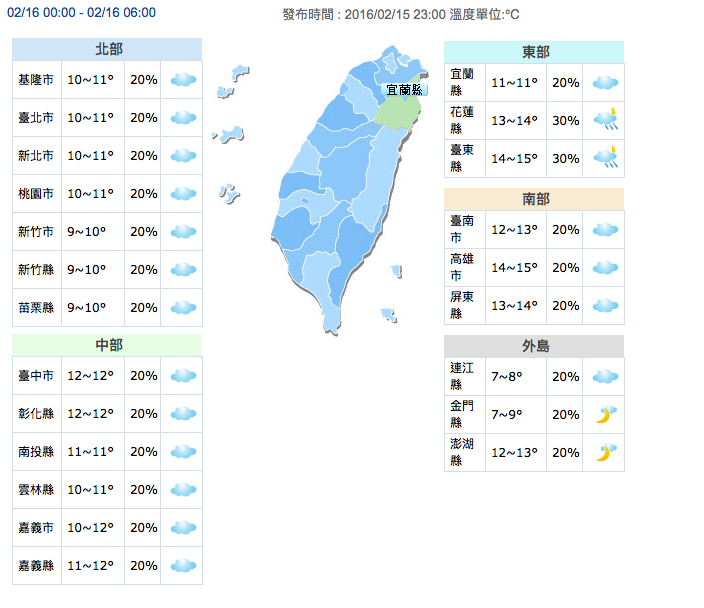 02/16 00:00 - 02/16 06:00
發布時間 : 2016/02/15 23:00 溫度單位:°C
北部
基隆市 10~11° 20%
臺北市 10~11° 20%
新北市 10~11° 20%
桃園市 10~11° 20%
新竹市 9~10° 20%
新竹縣 9~10° 20%
苗栗縣 9~10° 20%
中部
臺中市 12~12° 20%
彰化縣 12~12° 20%
南投縣 11~11° 20%
雲林縣 10~11° 20%
嘉義市 10~12° 20%
嘉義縣 11~12° 20%
宜蘭縣
東部
宜蘭
縣 11~11° 20%
花蓮
縣 13~14° 30%
臺東
縣 14~15° 30%
南部
臺南
市 12~13° 20%
高雄
市 14~15° 20%
屏東
縣 13~14° 20%
外島
連江
縣 7~8° 20%
金門
縣 7~9° 20%
澎湖
縣 12~13° 20%